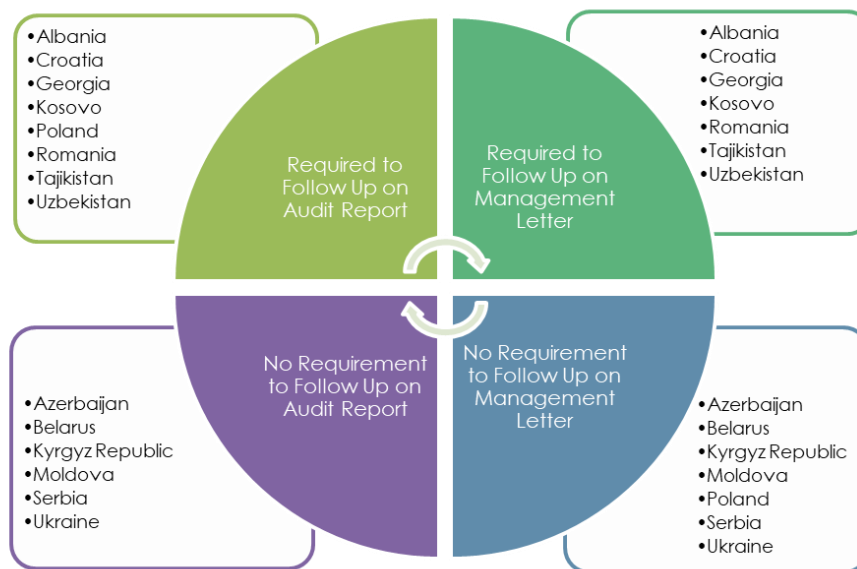 •Albania
•Croatia
•Georgia
•Kosovo
•Poland
•Romania
•Tajikistan
•Uzbekistan
Required to
Follow Up on
Audit Report
Required to
Follow Up on
Management
Letter
•Albania
•Croatia
•Georgia
•Kosovo
•Romania
•Tajikistan
•Uzbekistan
•Azerbaijan
•Belarus
•Kyrgyz Republic
•Moldova
•Serbia
•Ukraine
No Requirement
to Follow Up on
Audit Report
No Requirement
to Follow Up on
Management
Letter
•Azerbaijan
•Belarus
•Kyrgyz Republic
•Moldova
•Poland
•Serbia
•Ukraine